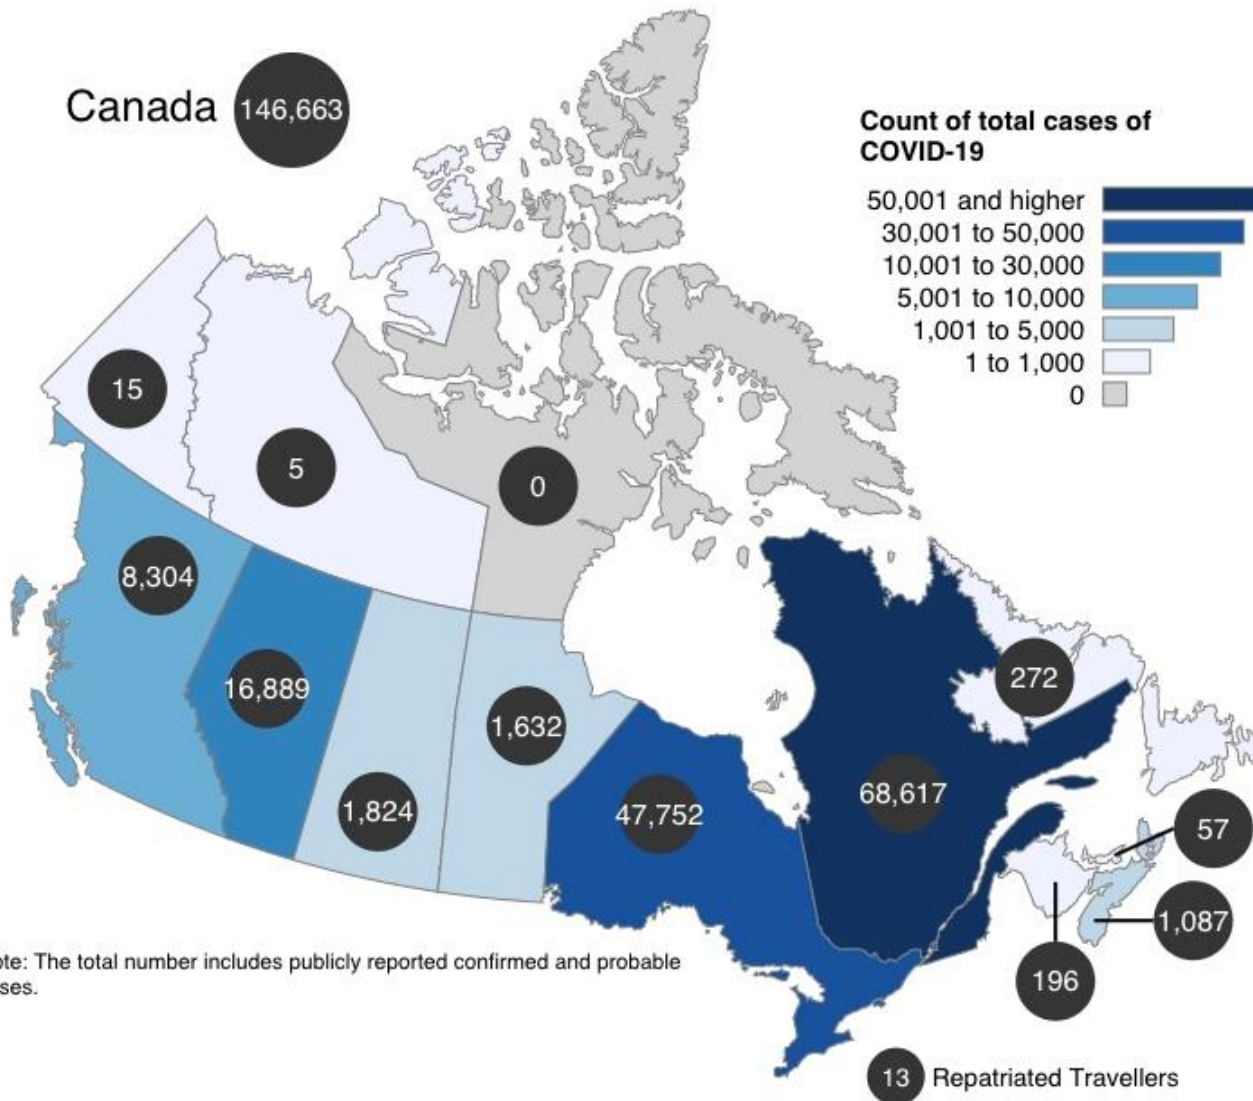 Canada 146,663
Count of total cases of
COVID-19
50,001 and higher
30,001 to 50,000
10,001 to 30,000
5,001 to 10,000
1,001 to 5,000
1 to 1,000
0
15
5
0
8,304
16,889
1,824
1,632
47,752
68,617
272
57
1,087
196
ote: The total number includes publicly reported confirmed and probable
ses.
13 Repatriated Travellers